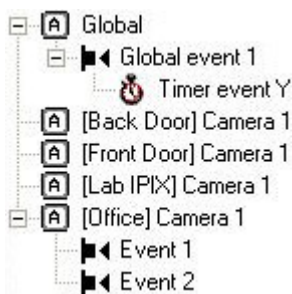 A Global
Global event 1
Timer event Y
A [Back Door] Camera 1
A [Front Door] Camera 1
A [Lab IPIX] Camera 1
A [Office] Camera 1
Event 1
Event 2